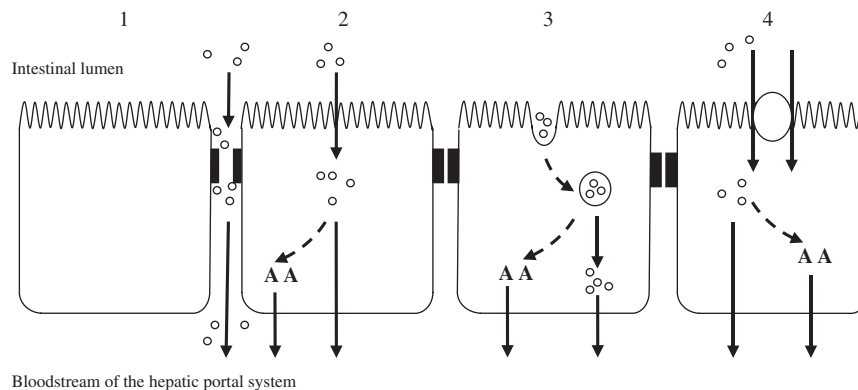 1 2 3 4
Intestinal lumen
A A
A A
A A
Bloodstream of the hepatic portal system